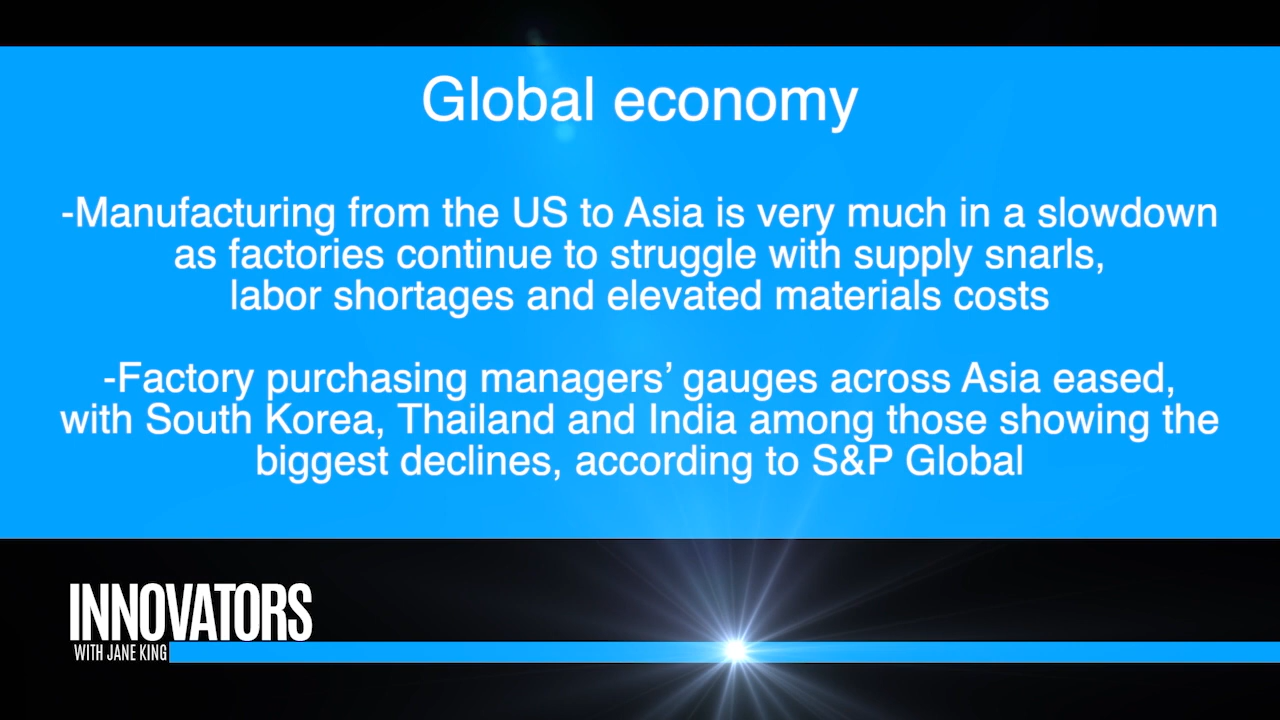 Global economy
-Manufacturing from the US to Asia is very much in a slowdown
as factories continue to struggle with supply snarls,
labor shortages and elevated materials costs
-Factory purchasing managers’ gauges across Asia eased,
with South Korea, Thailand and India among those showing the
biggest declines, according to S&P Global
INNOVATORS
WITH JANE KING